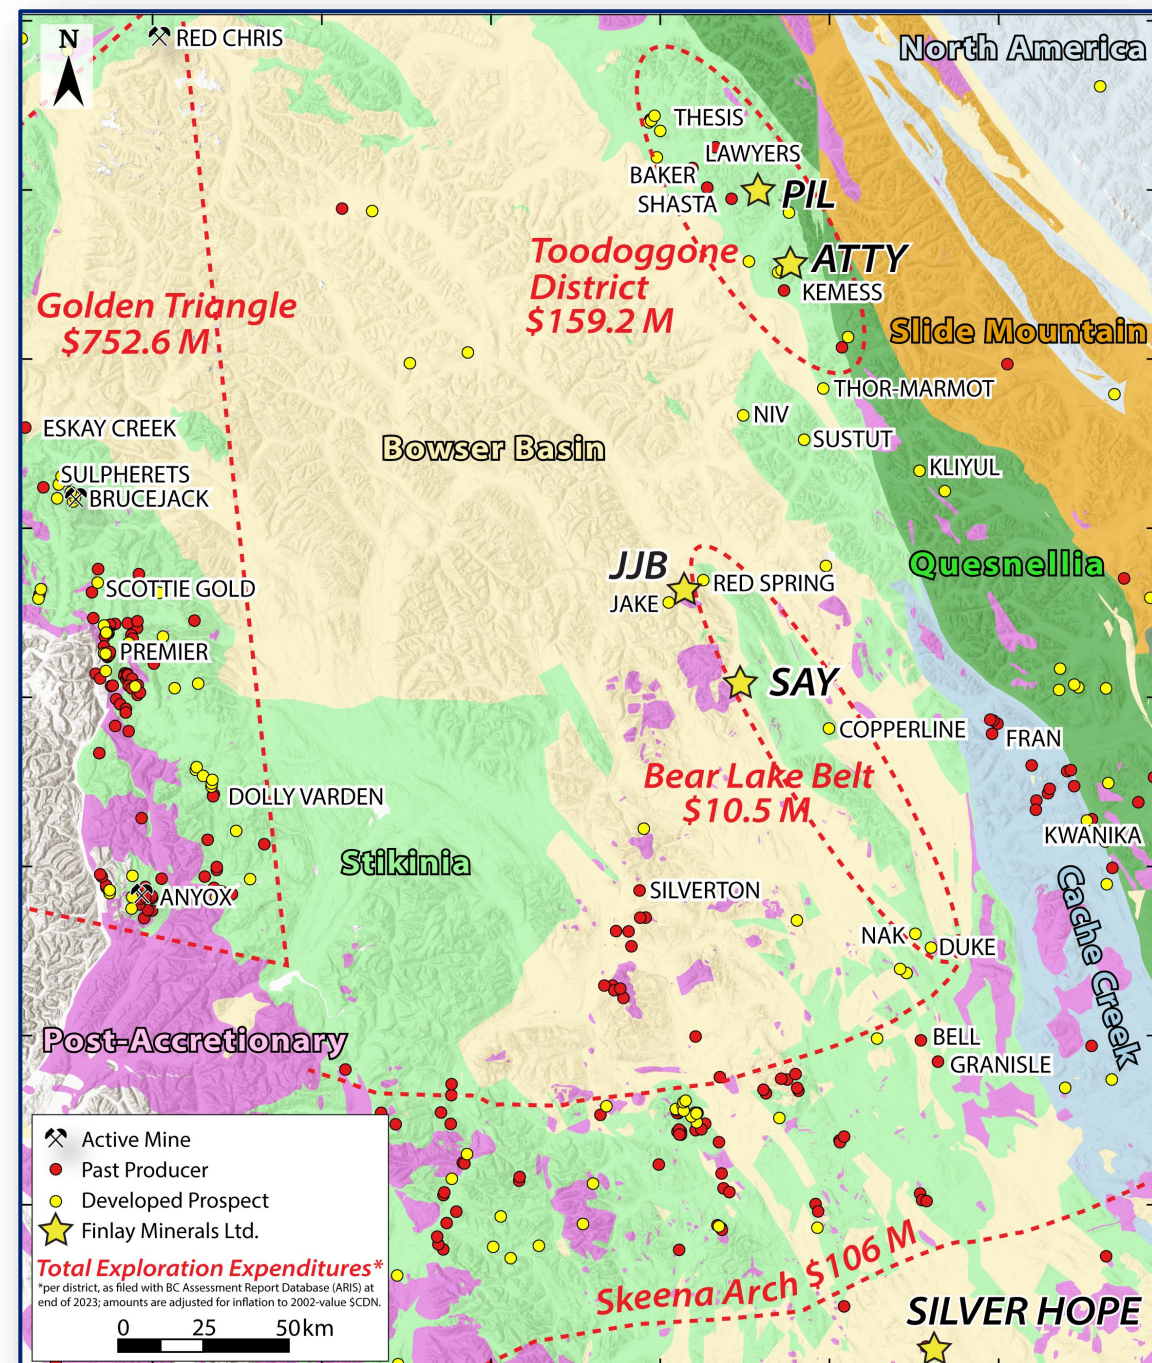 N
RED CHRIS
North America
THESIS
LAWYERS
BAKER
SHASTA
PIL
Toodoggone
District
$159.2 M
ATTY
KEMESS
Golden Triangle
$752.6 M
Slide Mountain
THOR-MARMOT
NIV
SUSTUT
ESKAY CREEK
Bowser Basin
KLIYUL
SULPHERETS
BRUCEJACK
Quesnellia
JJB
RED SPRING
JAKE
SCOTTIE GOLD
PREMIER
SAY
COPPERLINE
FRAN
Bear Lake Belt
$10.5 M
DOLLY VARDEN
KWANIKA
Stikinia
SILVERTON
ANYOX
Cache Creek
NAK
DUKE
Post-Accretionary
BELL
GRANISLE
Active Mine
Past Producer
Developed Prospect
Finlay Minerals Ltd.
Total Exploration Expenditures*
*per district, as filed with BC Assessment Report Database (ARIS) at
end of 2023; amounts are adjusted for inflation to 2002-value $CDN.
0 25 50km
Skeena Arch $106 M
SILVER HOPE